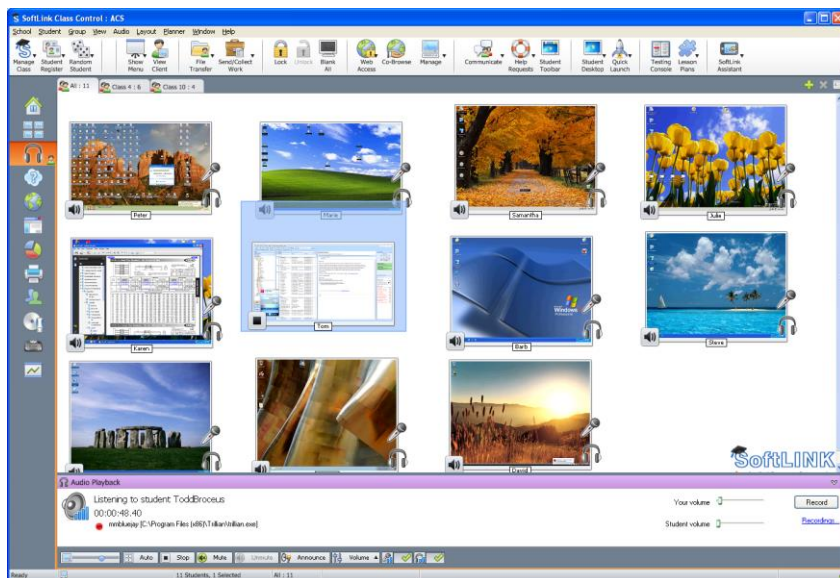 SoftLink Class Control : ACS
School Student Group View Audio Layout Planner Window Help
Manage Class
Student Register
Random Student
Show Menu
View Client
File Transfer
Send/Collect Work
Lock
Unlock
Blank All
Web Access
Co-Browse
Manage
Communicate
Help Requests
Student Toolbar
Student Desktop
Quick Launch
Testing Console
Lesson Plans
SoftLink Assistant
All : 11
Class 4 : 6
Class 10 : 4
Peter
Maria
Samantha
Julie
Karen
Tom
Barb
Steve
David
Windows
SoftLINK
Audio Playback
Listening to student ToddBroceus
00:00:48.40
mrnbluejay [C:\Program Files (x86)\Trillian\trillian.exe]
Your volume
Record
Student volume
Recordings...
Auto Stop Mute Unmute Announce Volume
Ready
11 Students, 1 Selected
All : 11